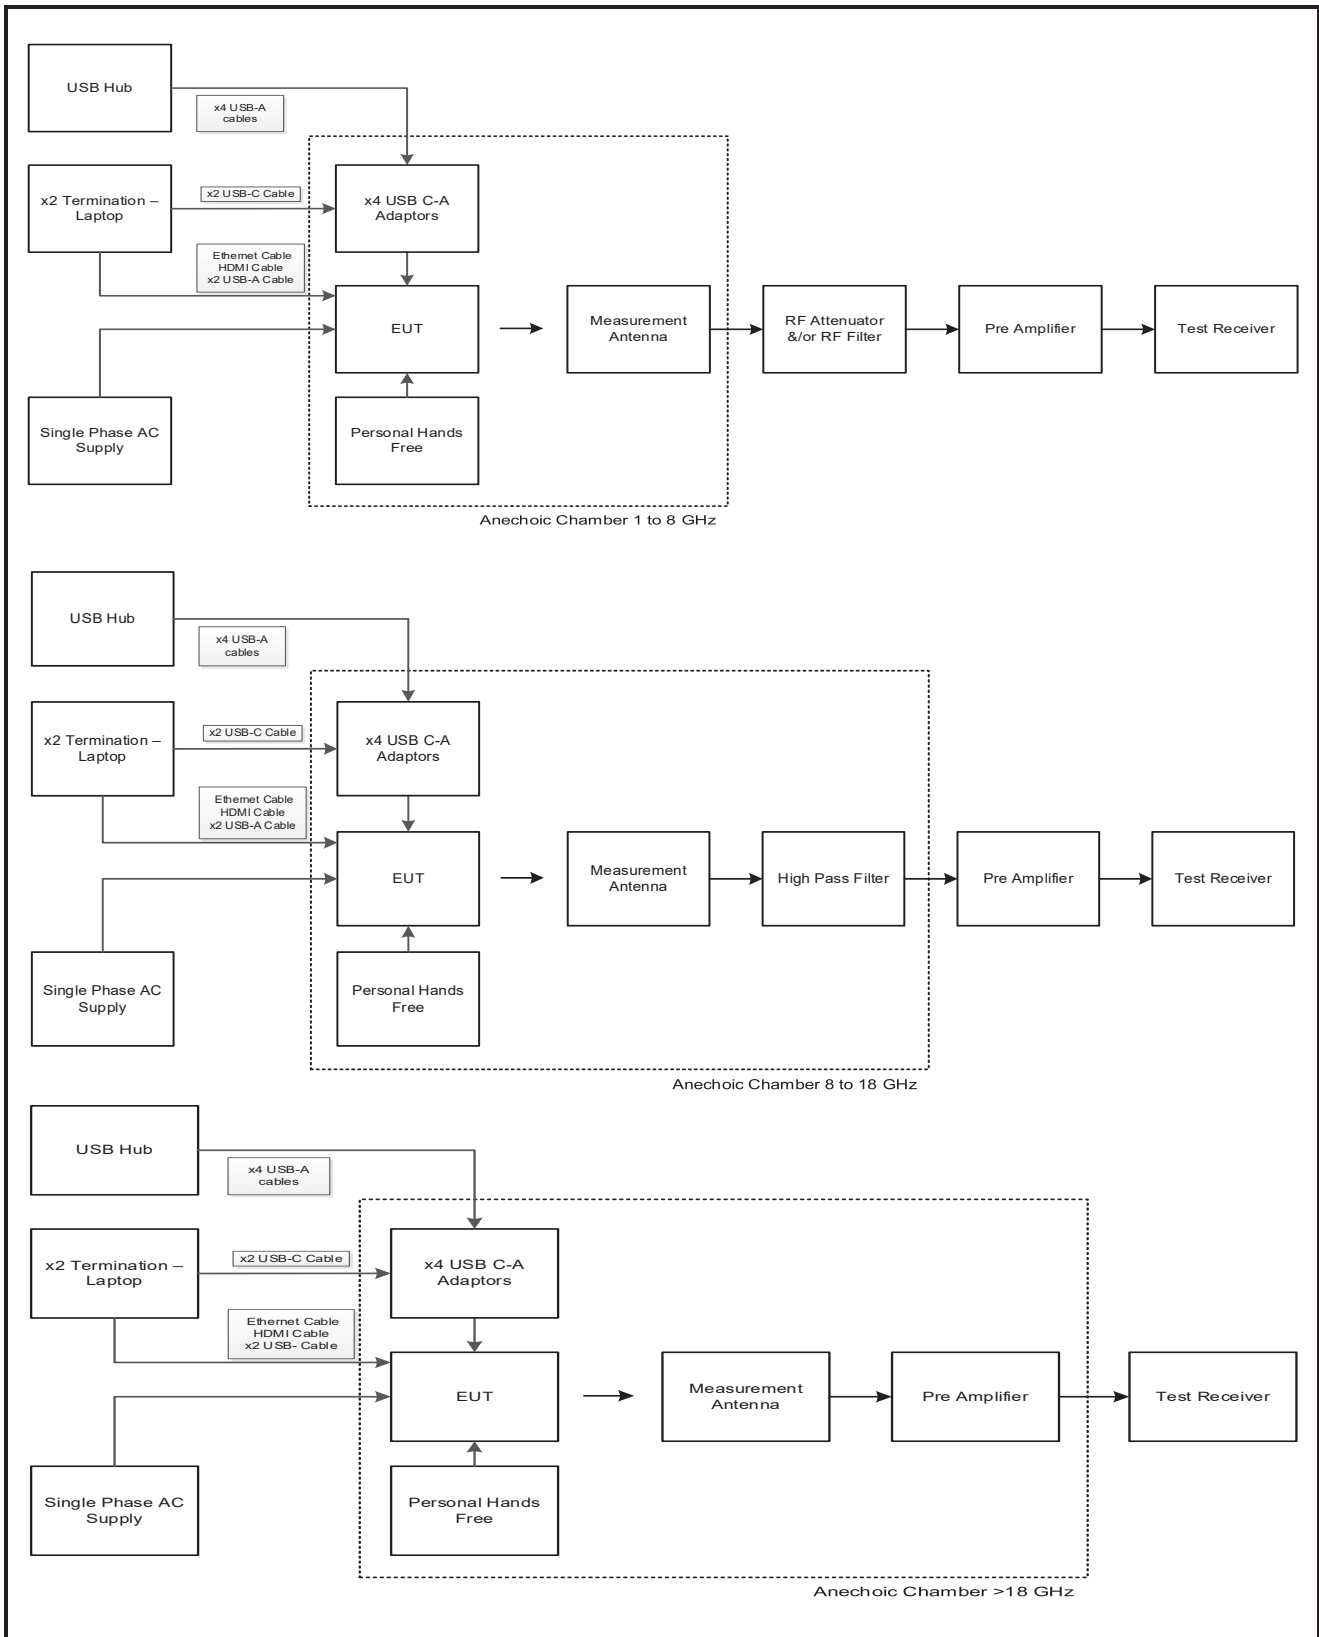 USB Hub
x4 USB-A
cables
x2 Termination –
Laptop
x2 USB-C Cable
x4 USB C-A
Adaptors
Ethernet Cable
HDMI Cable
x2 USB-A Cable
EUT
Measurement
Antenna
RF Attenuator
&/or RF Filter
Pre Amplifier
Test Receiver
Single Phase AC
Supply
Personal Hands
Free
Anechoic Chamber 1 to 8 GHz
USB Hub
x4 USB-A
cables
x2 Termination –
Laptop
x2 USB-C Cable
x4 USB C-A
Adaptors
Ethernet Cable
HDMI Cable
x2 USB-A Cable
EUT
Measurement
Antenna
High Pass Filter
Pre Amplifier
Test Receiver
Single Phase AC
Supply
Personal Hands
Free
Anechoic Chamber 8 to 18 GHz
USB Hub
x4 USB-A
cables
x2 Termination –
Laptop
x2 USB-C Cable
x4 USB C-A
Adaptors
Ethernet Cable
HDMI Cable
x2 USB- Cable
EUT
Measurement
Antenna
Pre Amplifier
Test Receiver
Single Phase AC
Supply
Personal Hands
Free
Anechoic Chamber >18 GHz